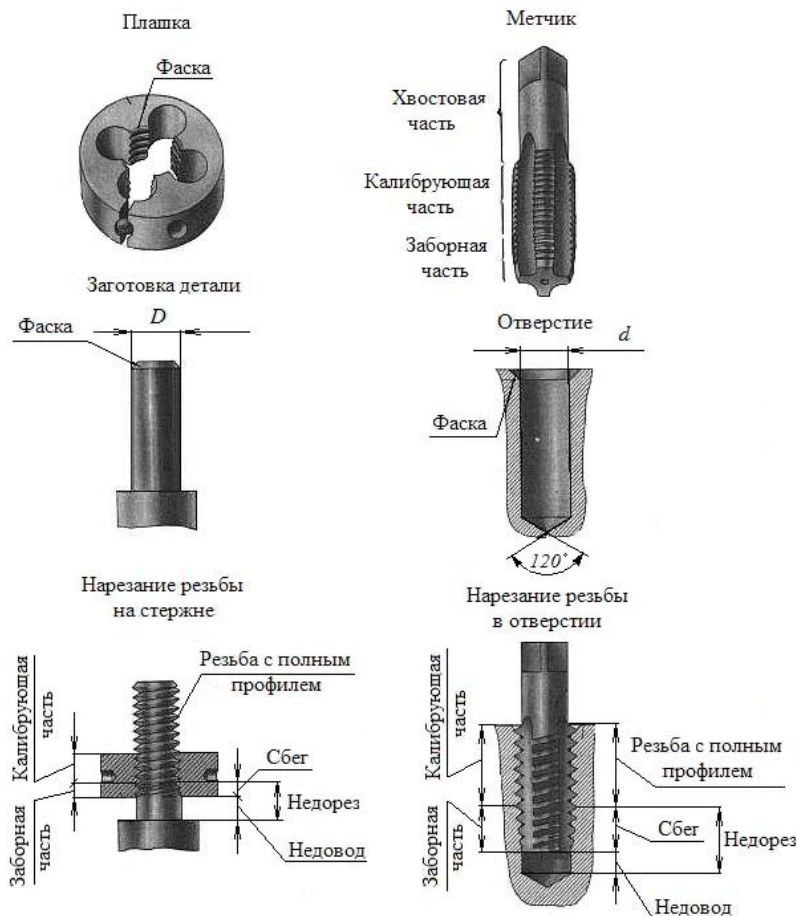 Плашка
Фаска
Метчик
Хвостовая
часть
Калибрующая
часть
Заборная
часть
Заготовка детали
Фаска
D
Отверстие
d
Фаска
120°
Нарезание резьбы
на стержне
Калибрующая
часть
Заборная
часть
Резьба с полным
профилем
Сбег
Недорез
Недовод
Нарезание резьбы
в отверстии
Калибрующая
часть
Заборная
часть
Резьба с полным
профилем
Сбег
Недорез
Недовод